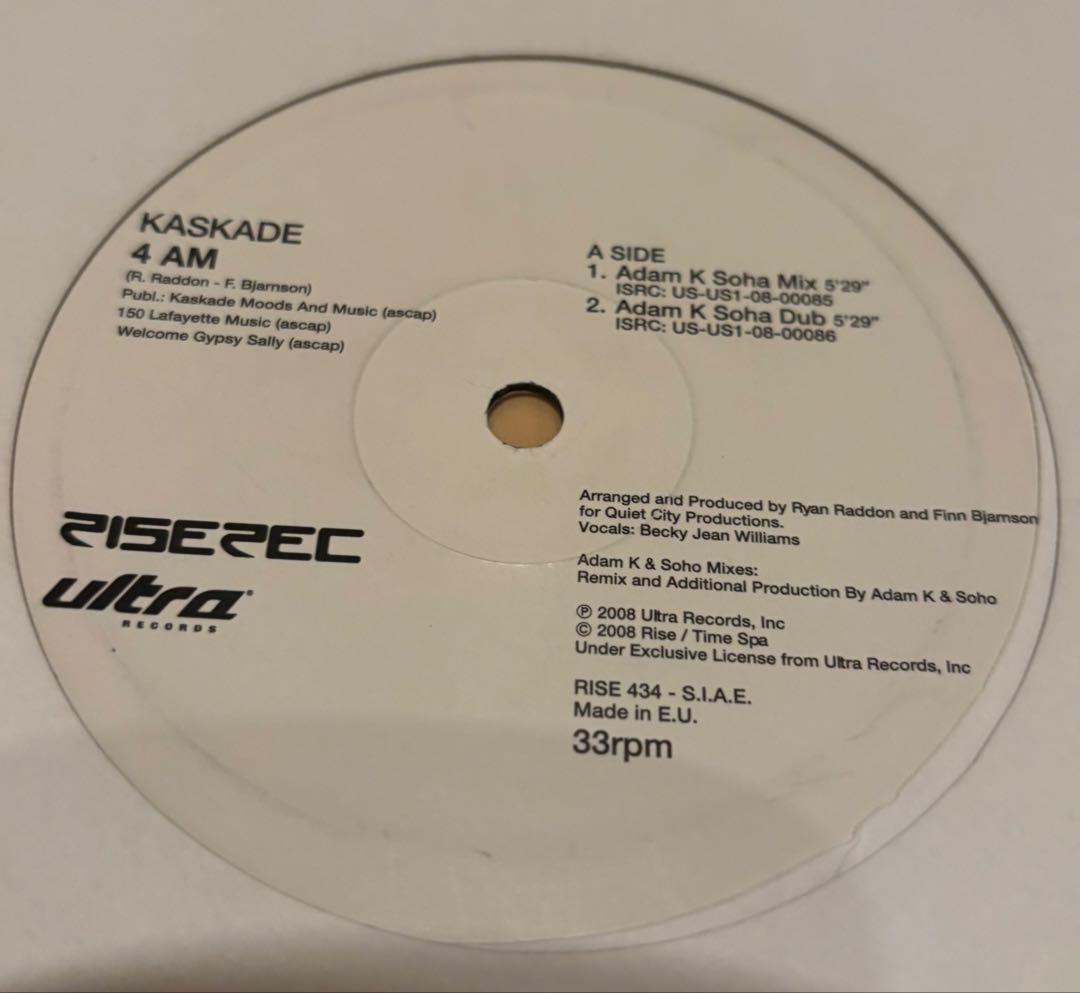 KASKADE
4 AM
(R. Raddon - F. Bjarnson)
Publ.: Kaskade Moods And Music (ascap)
150 Lafayette Music (ascap)
Welcome Gypsy Sally (ascap)
A SIDE
1. Adam K Soha Mix 5'29"
ISRC: US-US1-08-00085
2. Adam K Soha Dub 5'29"
ISRC: US-US1-08-00086
RISEREC
ultra
RECORDS
Arranged and Produced by Ryan Raddon and Finn Bjarnson
for Quiet City Productions.
Vocals: Becky Jean Williams
Adam K & Soho Mixes:
Remix and Additional Production By Adam K & Soho
℗ 2008 Ultra Records, Inc
© 2008 Rise / Time Spa
Under Exclusive License from Ultra Records, Inc
RISE 434 - S.I.A.E.
Made in E.U.
33rpm